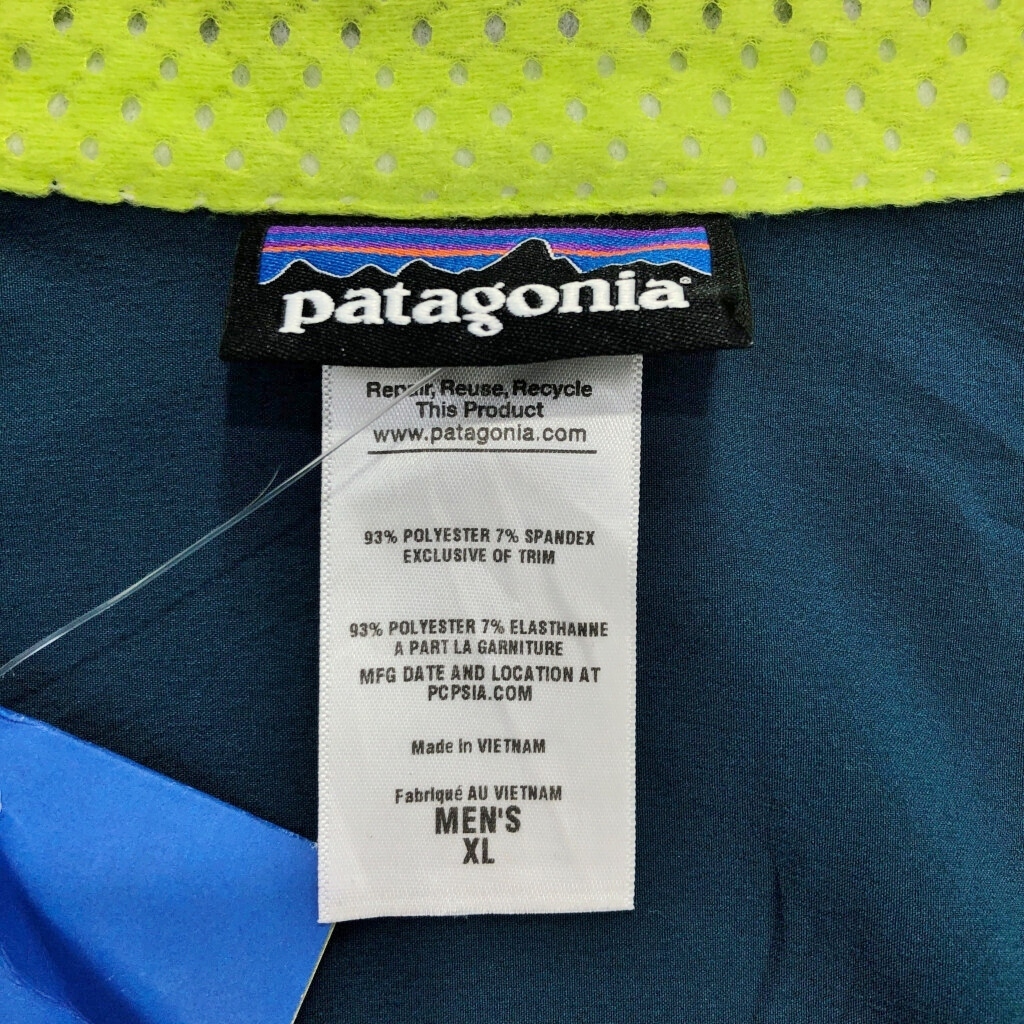 patagonia®
Repair, Reuse, Recycle
This Product
www.patagonia.com
93% POLYESTER 7% SPANDEX
EXCLUSIVE OF TRIM
93% POLYESTER 7% ELASTHANNE
A PART LA GARNITURE
MFG DATE AND LOCATION AT
PCPSIA.COM
Made in VIETNAM
Fabriqué AU VIETNAM
MEN'S
XL